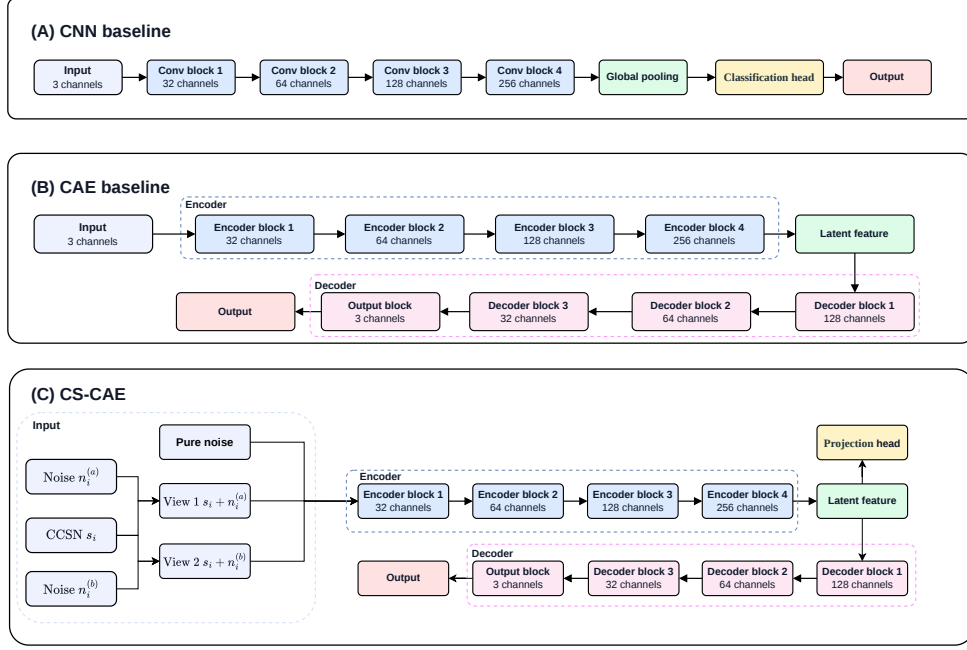 (A) CNN baseline
Input
3 channels
Conv block 1
32 channels
Conv block 2
64 channels
Conv block 3
128 channels
Conv block 4
256 channels
Global pooling
Classification head
Output
(B) CAE baseline
Encoder
Input
3 channels
Encoder block 1
32 channels
Encoder block 2
64 channels
Encoder block 3
128 channels
Encoder block 4
256 channels
Latent feature
Decoder
Output
Output block
3 channels
Decoder block 3
32 channels
Decoder block 2
64 channels
Decoder block 1
128 channels
(C) CS-CAE
Input
Pure noise
Noise $n_i^{(a)}$
View 1 $s_i + n_i^{(a)}$
CCSN $s_i$
View 2 $s_i + n_i^{(b)}$
Noise $n_i^{(b)}$
Projection head
Encoder
Encoder block 1
32 channels
Encoder block 2
64 channels
Encoder block 3
128 channels
Encoder block 4
256 channels
Latent feature
Decoder
Output
Output block
3 channels
Decoder block 3
32 channels
Decoder block 2
64 channels
Decoder block 1
128 channels